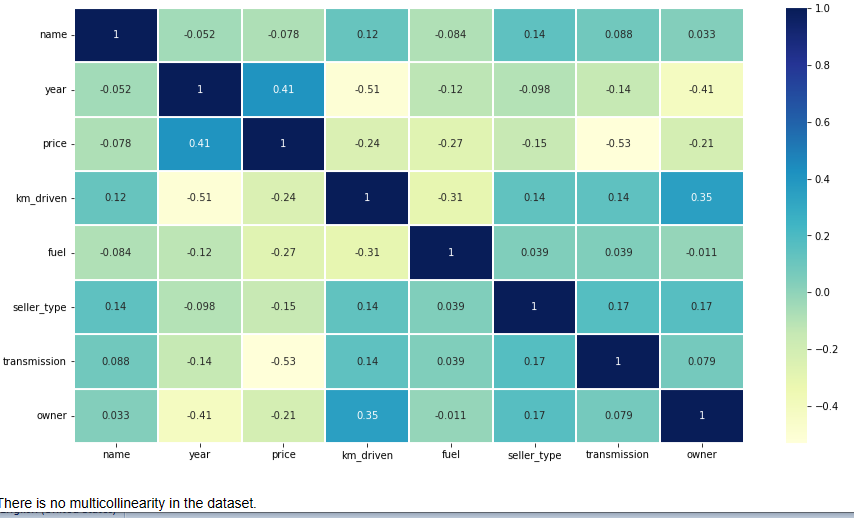 name 1 -0.052 -0.078 0.12 -0.084 0.14 0.088 0.033
year -0.052 1 0.41 -0.51 -0.12 -0.098 -0.14 -0.41
price -0.078 0.41 1 -0.24 -0.27 -0.15 -0.53 -0.21
km_driven 0.12 -0.51 -0.24 1 -0.31 0.14 0.14 0.35
fuel -0.084 -0.12 -0.27 -0.31 1 0.039 0.039 -0.011
seller_type 0.14 -0.098 -0.15 0.14 0.039 1 0.17 0.17
transmission 0.088 -0.14 -0.53 0.14 0.039 0.17 1 0.079
owner 0.033 -0.41 -0.21 0.35 -0.011 0.17 0.079 1
name year price km_driven fuel seller_type transmission owner
1.0
0.8
0.6
0.4
0.2
0.0
−0.2
−0.4
There is no multicollinearity in the dataset.